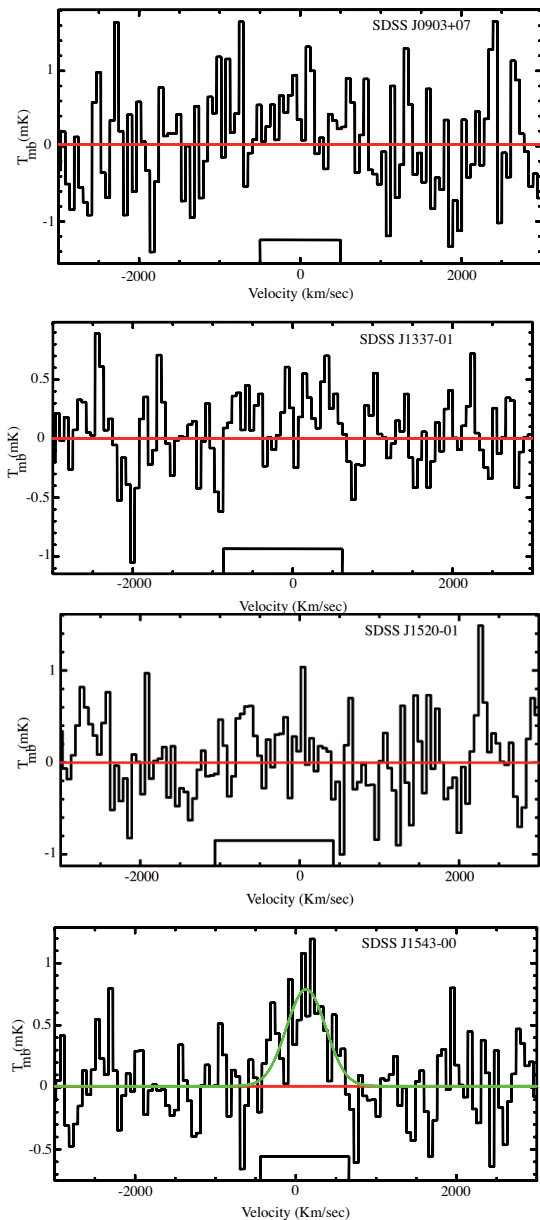 SDSS J0903+07
T_mb (mK)
1
0
-1
-2000 0 2000
Velocity (km/sec)
SDSS J1337-01
T_mb (mK)
0.5
0
-0.5
-1
-2000 0 2000
Velocity (Km/sec)
SDSS J1520-01
T_mb (mK)
1
0
-1
-2000 0 2000
Velocity (Km/sec)
SDSS J1543-00
T_mb (mK)
1
0.5
0
-0.5
-2000 0 2000
Velocity (Km/sec)